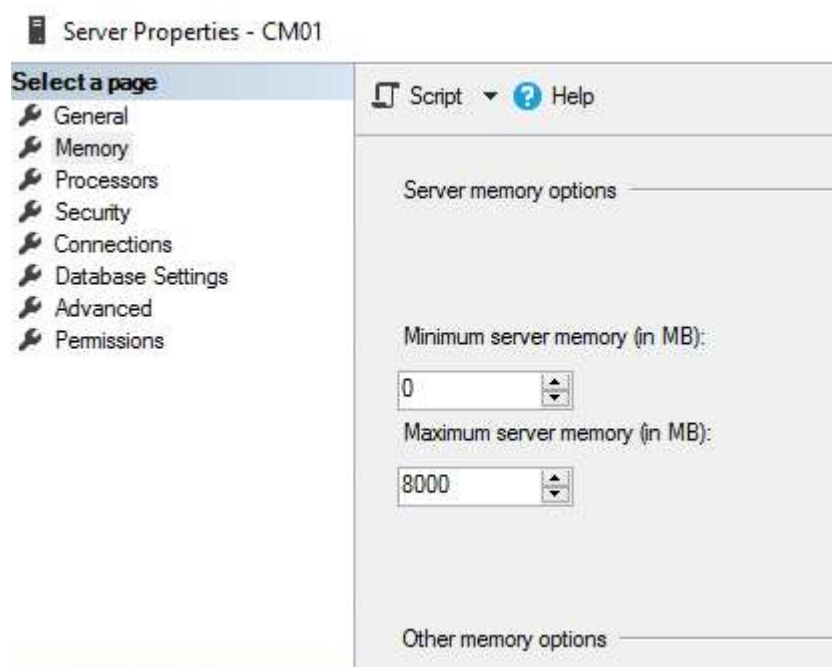 Server Properties - CM01
Select a page
General
Memory
Processors
Security
Connections
Database Settings
Advanced
Permissions
Script ? Help
Server memory options
Minimum server memory (in MB):
0
Maximum server memory (in MB):
8000
Other memory options